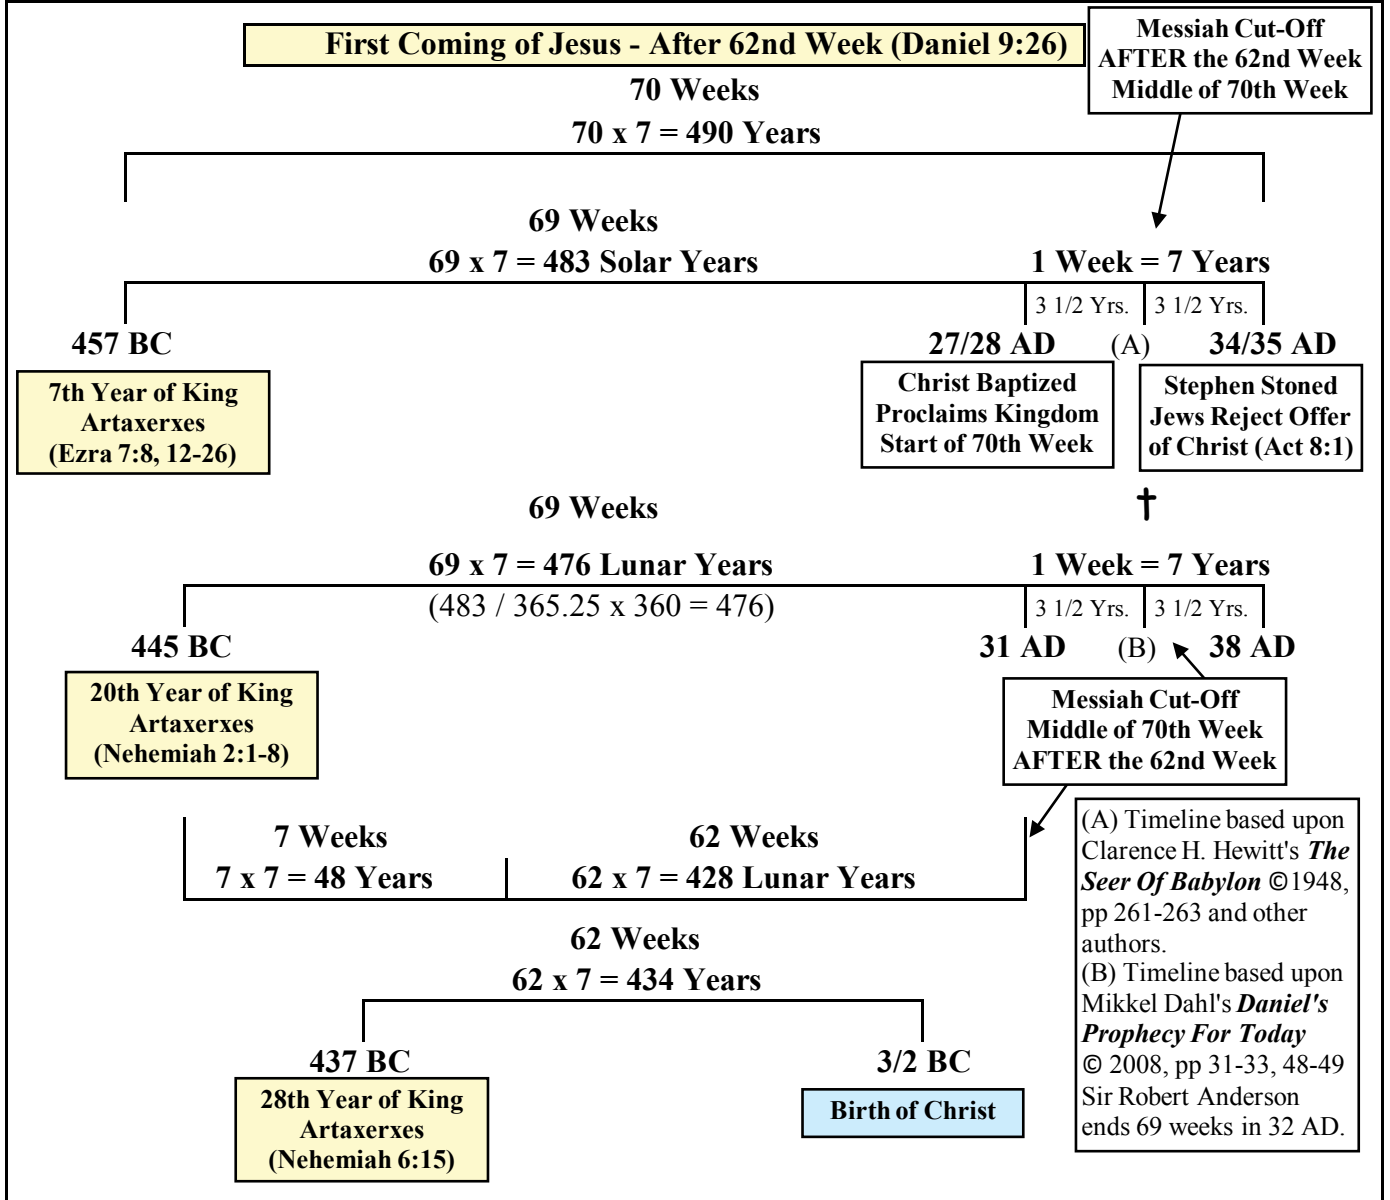 First Coming of Jesus - After 62nd Week (Daniel 9:26)
Messiah Cut-Off
AFTER the 62nd Week
Middle of 70th Week
70 Weeks
70 x 7 = 490 Years
69 Weeks
69 x 7 = 483 Solar Years
1 Week = 7 Years
3 1/2 Yrs.
3 1/2 Yrs.
457 BC
27/28 AD
(A)
34/35 AD
7th Year of King
Artaxerxes
(Ezra 7:8, 12-26)
Christ Baptized
Proclaims Kingdom
Start of 70th Week
Stephen Stoned
Jews Reject Offer
of Christ (Act 8:1)
69 Weeks
69 x 7 = 476 Lunar Years
(483 / 365.25 x 360 = 476)
1 Week = 7 Years
3 1/2 Yrs.
3 1/2 Yrs.
445 BC
31 AD
(B)
38 AD
20th Year of King
Artaxerxes
(Nehemiah 2:1-8)
Messiah Cut-Off
Middle of 70th Week
AFTER the 62nd Week
7 Weeks
7 x 7 = 48 Years
62 Weeks
62 x 7 = 428 Lunar Years
62 Weeks
62 x 7 = 434 Years
437 BC
3/2 BC
28th Year of King
Artaxerxes
(Nehemiah 6:15)
Birth of Christ
(A) Timeline based upon
Clarence H. Hewitt's The
Seer Of Babylon ©1948,
pp 261-263 and other
authors.
(B) Timeline based upon
Mikkel Dahl's Daniel's
Prophecy For Today
© 2008, pp 31-33, 48-49
Sir Robert Anderson
ends 69 weeks in 32 AD.